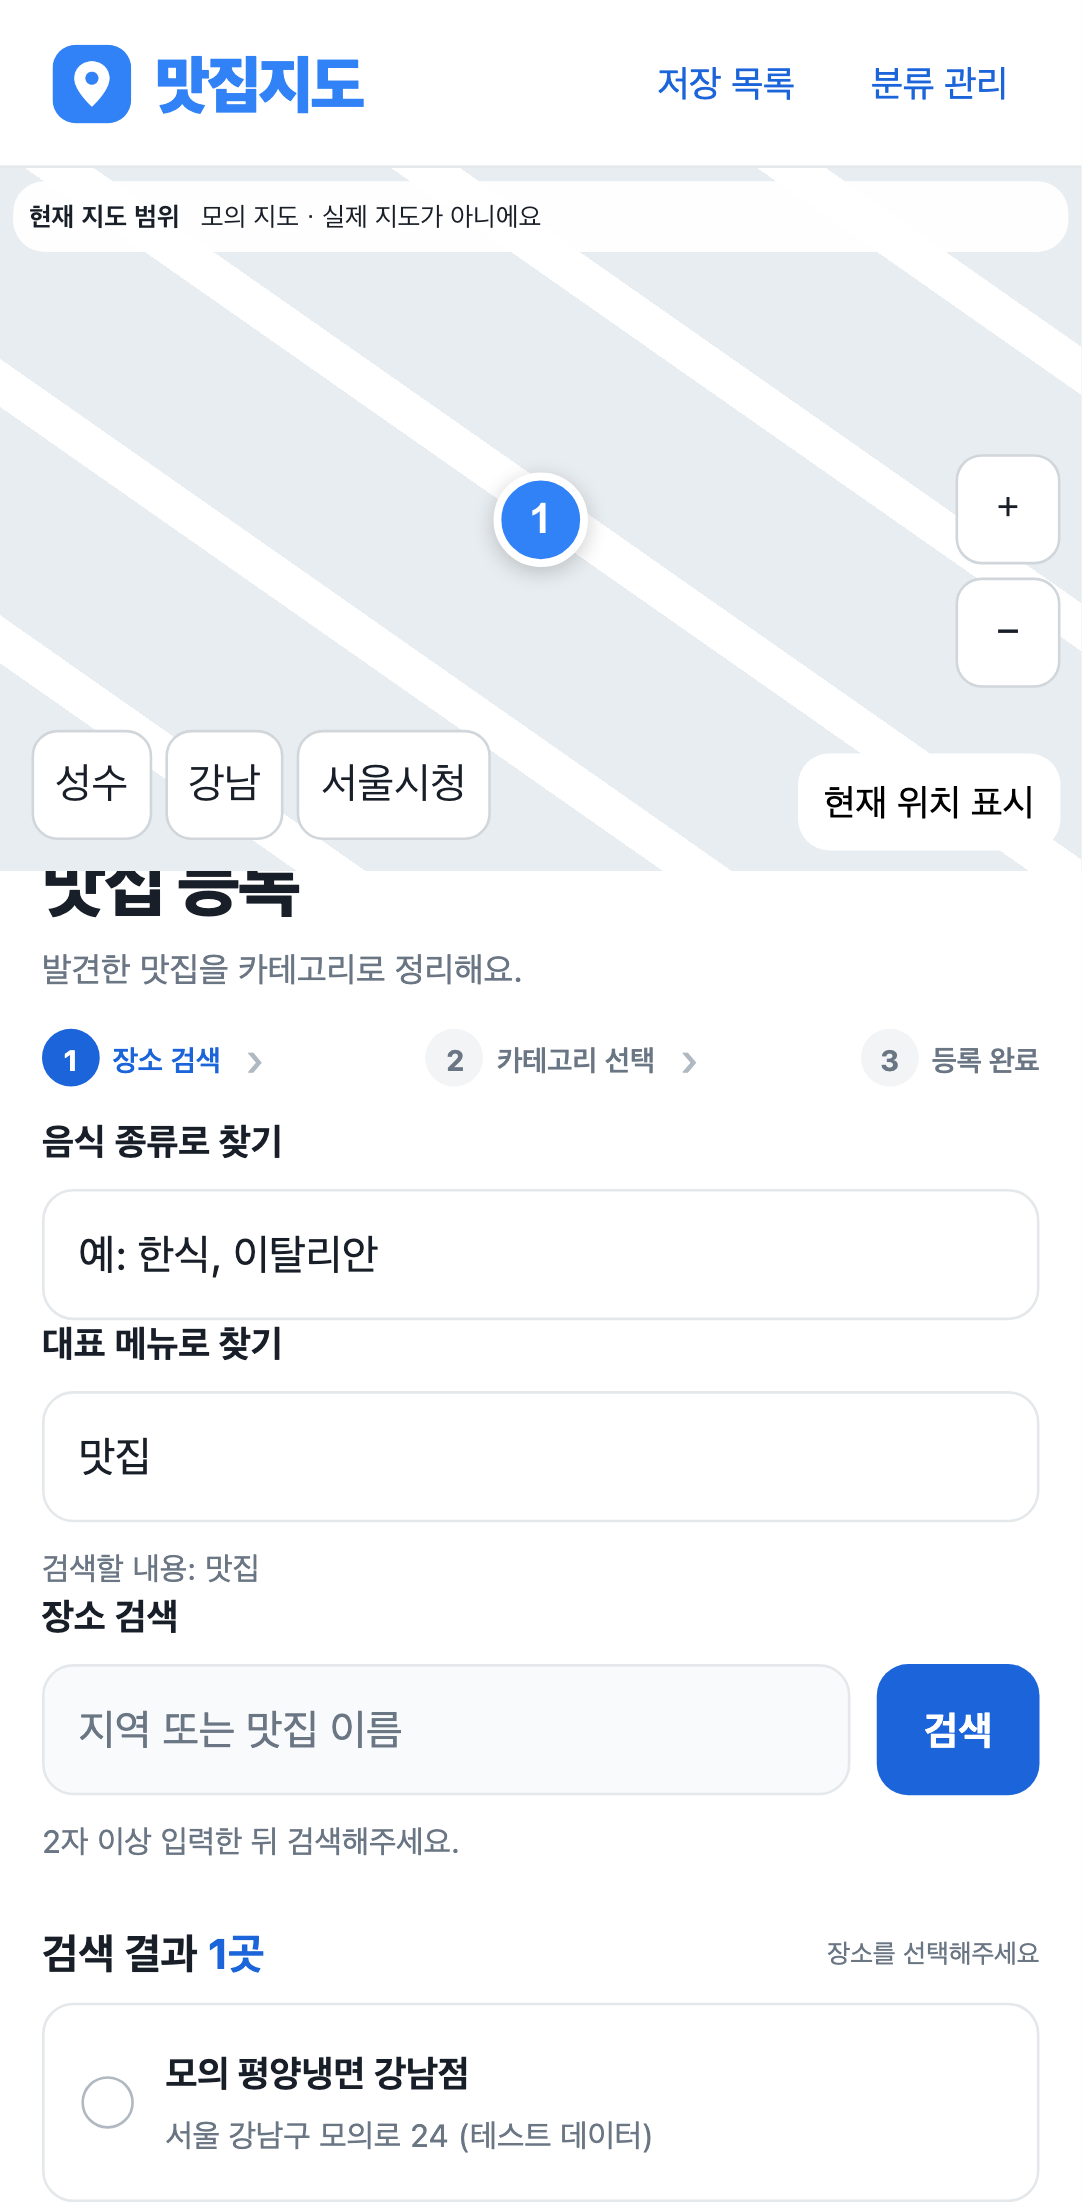 맛집지도
저장 목록
분류 관리
현재 지도 범위 모의 지도 · 실제 지도가 아니에요
1
+
−
성수
강남
서울시청
현재 위치 표시
맛집 등록
발견한 맛집을 카테고리로 정리해요.
1 장소 검색 › 2 카테고리 선택 › 3 등록 완료
음식 종류로 찾기
예: 한식, 이탈리안
대표 메뉴로 찾기
맛집
검색할 내용: 맛집
장소 검색
지역 또는 맛집 이름
검색
2자 이상 입력한 뒤 검색해주세요.
검색 결과 1곳
장소를 선택해주세요
모의 평양냉면 강남점
서울 강남구 모의로 24 (테스트 데이터)